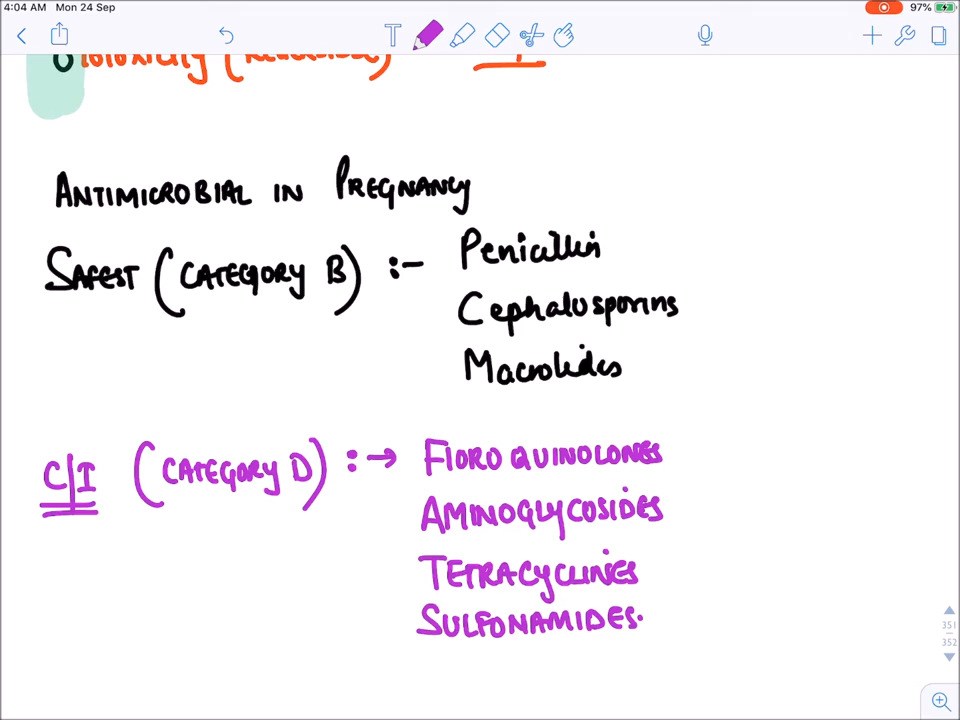 4:04 AM Mon 24 Sep 97%
T
ototoxicity (
ANTIMICROBIAL IN PREGNANCY
SAFEST (CATEGORY B) :- Penicillin
Cephalosporins
Macrolides
C/I (CATEGORY D) :→ FLOROQUINOLONES
AMINOGLYCOSIDES
TETRACYCLINES
SULFONAMIDES.
351
352